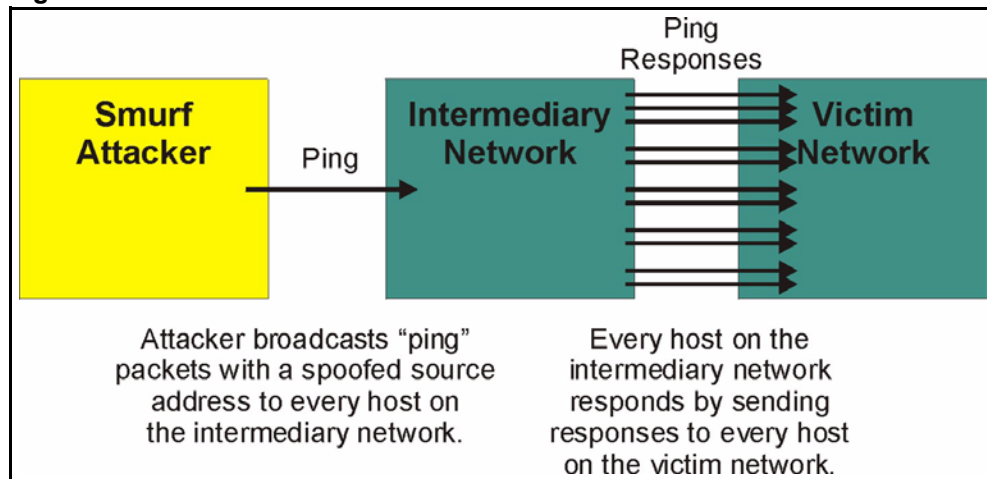 Ping
Responses
Smurf
Attacker
Ping
Intermediary
Network
Victim
Network
Attacker broadcasts “ping”
packets with a spoofed source
address to every host on
the intermediary network.
Every host on the
intermediary network
responds by sending
responses to every host
on the victim network.